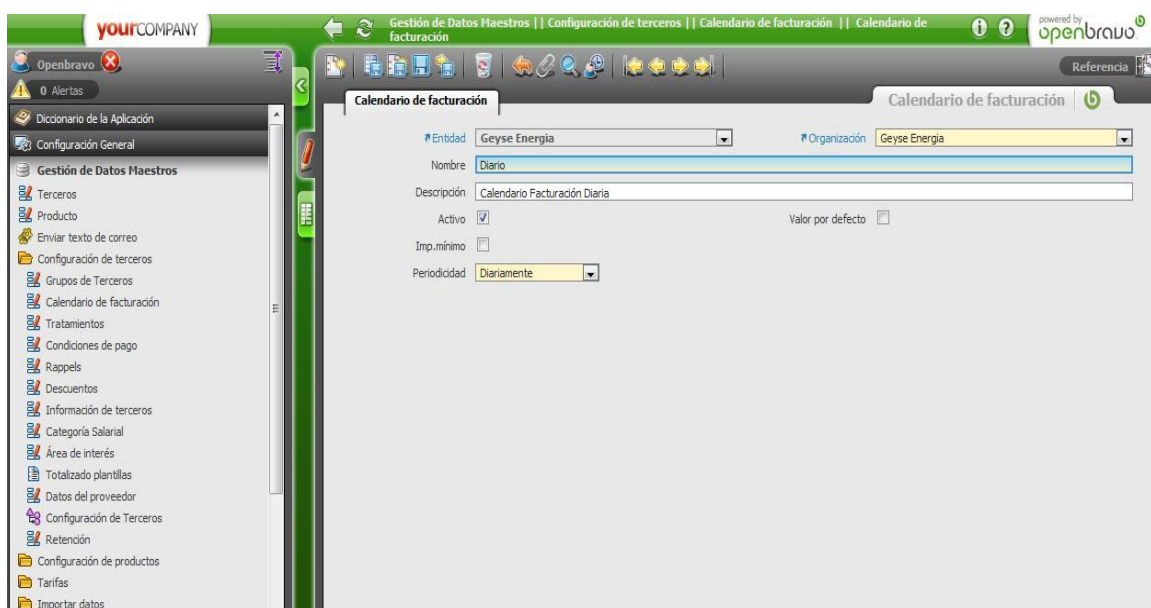 yourCOMPANY
Gestión de Datos Maestros || Configuración de terceros || Calendario de facturación || Calendario de
facturación
powered by
openbravo
Openbravo
0 Alertas
Referencia
Diccionario de la Aplicación
Configuración General
Gestión de Datos Maestros
Terceros
Producto
Enviar texto de correo
Configuración de terceros
Grupos de Terceros
Calendario de facturación
Tratamientos
Condiciones de pago
Rappels
Descuentos
Información de terceros
Categoría Salarial
Área de interés
Totalizado plantillas
Datos del proveedor
Configuración de Terceros
Retención
Configuración de productos
Tarifas
Importar datos
Calendario de facturación
Calendario de facturación
Entidad Geyse Energia
Organización Geyse Energia
Nombre Diario
Descripción Calendario Facturación Diaria
Activo
Valor por defecto
Imp.mínimo
Periodicidad Diariamente